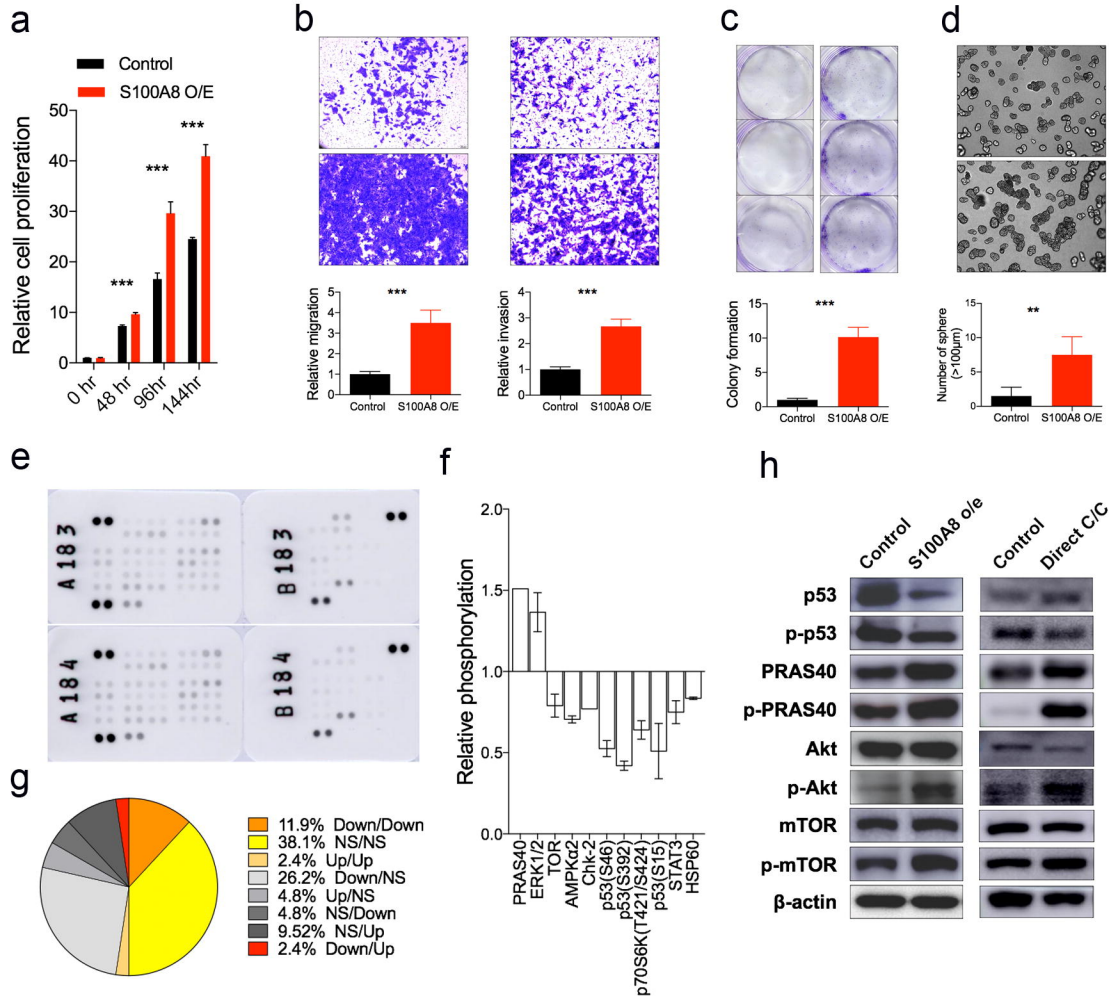 a
Control
S100A8 O/E
Relative cell proliferation
50
40
30
20
10
0
***
***
***
0 hr
48 hr
96hr
144hr
b
Relative migration
5
4
3
2
1
0
***
Control
S100A8 O/E
Relative invasion
4
3
2
1
0
***
Control
S100A8 O/E
c
Colony formation
15
10
5
0
***
Control
S100A8 O/E
d
Number of sphere
(>100μm)
15
10
5
0
**
Control
S100A8 O/E
e
A183
B183
A184
B184
f
Relative phosphorylation
2.0
1.5
1.0
0.5
0.0
PRAS40
ERK1/2
TOR
AMPKα2
Chk-2
p53(S46)
p53(S392)
p70S6K(T421/S424)
p53(S15)
STAT3
HSP60
g
11.9% Down/Down
38.1% NS/NS
2.4% Up/Up
26.2% Down/NS
4.8% Up/NS
4.8% NS/Down
9.52% NS/Up
2.4% Down/Up
h
Control
S100A8 o/e
Control
Direct C/C
p53
p-p53
PRAS40
p-PRAS40
Akt
p-Akt
mTOR
p-mTOR
β-actin